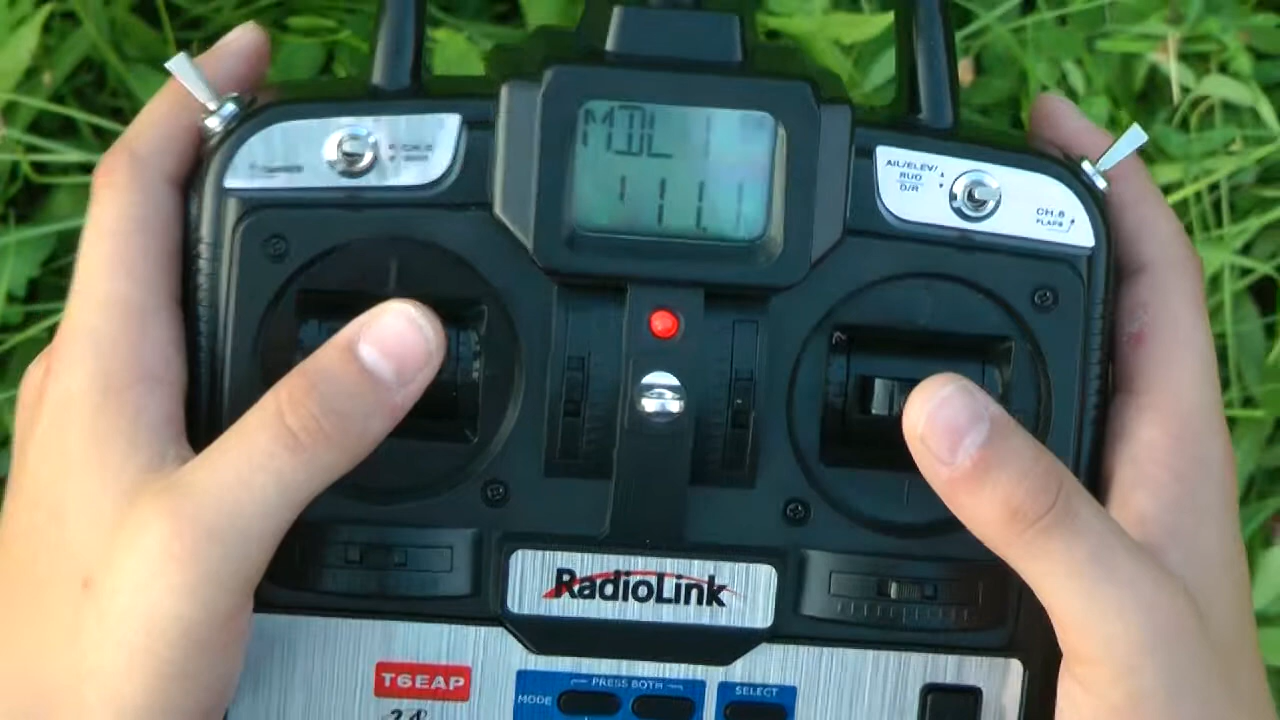 MDL 1
11.1
AIL/ELEV/
RUD
D/R
CH.6
FLAPS
RadioLink
T6EAP
PRESS BOTH
MODE
SELECT